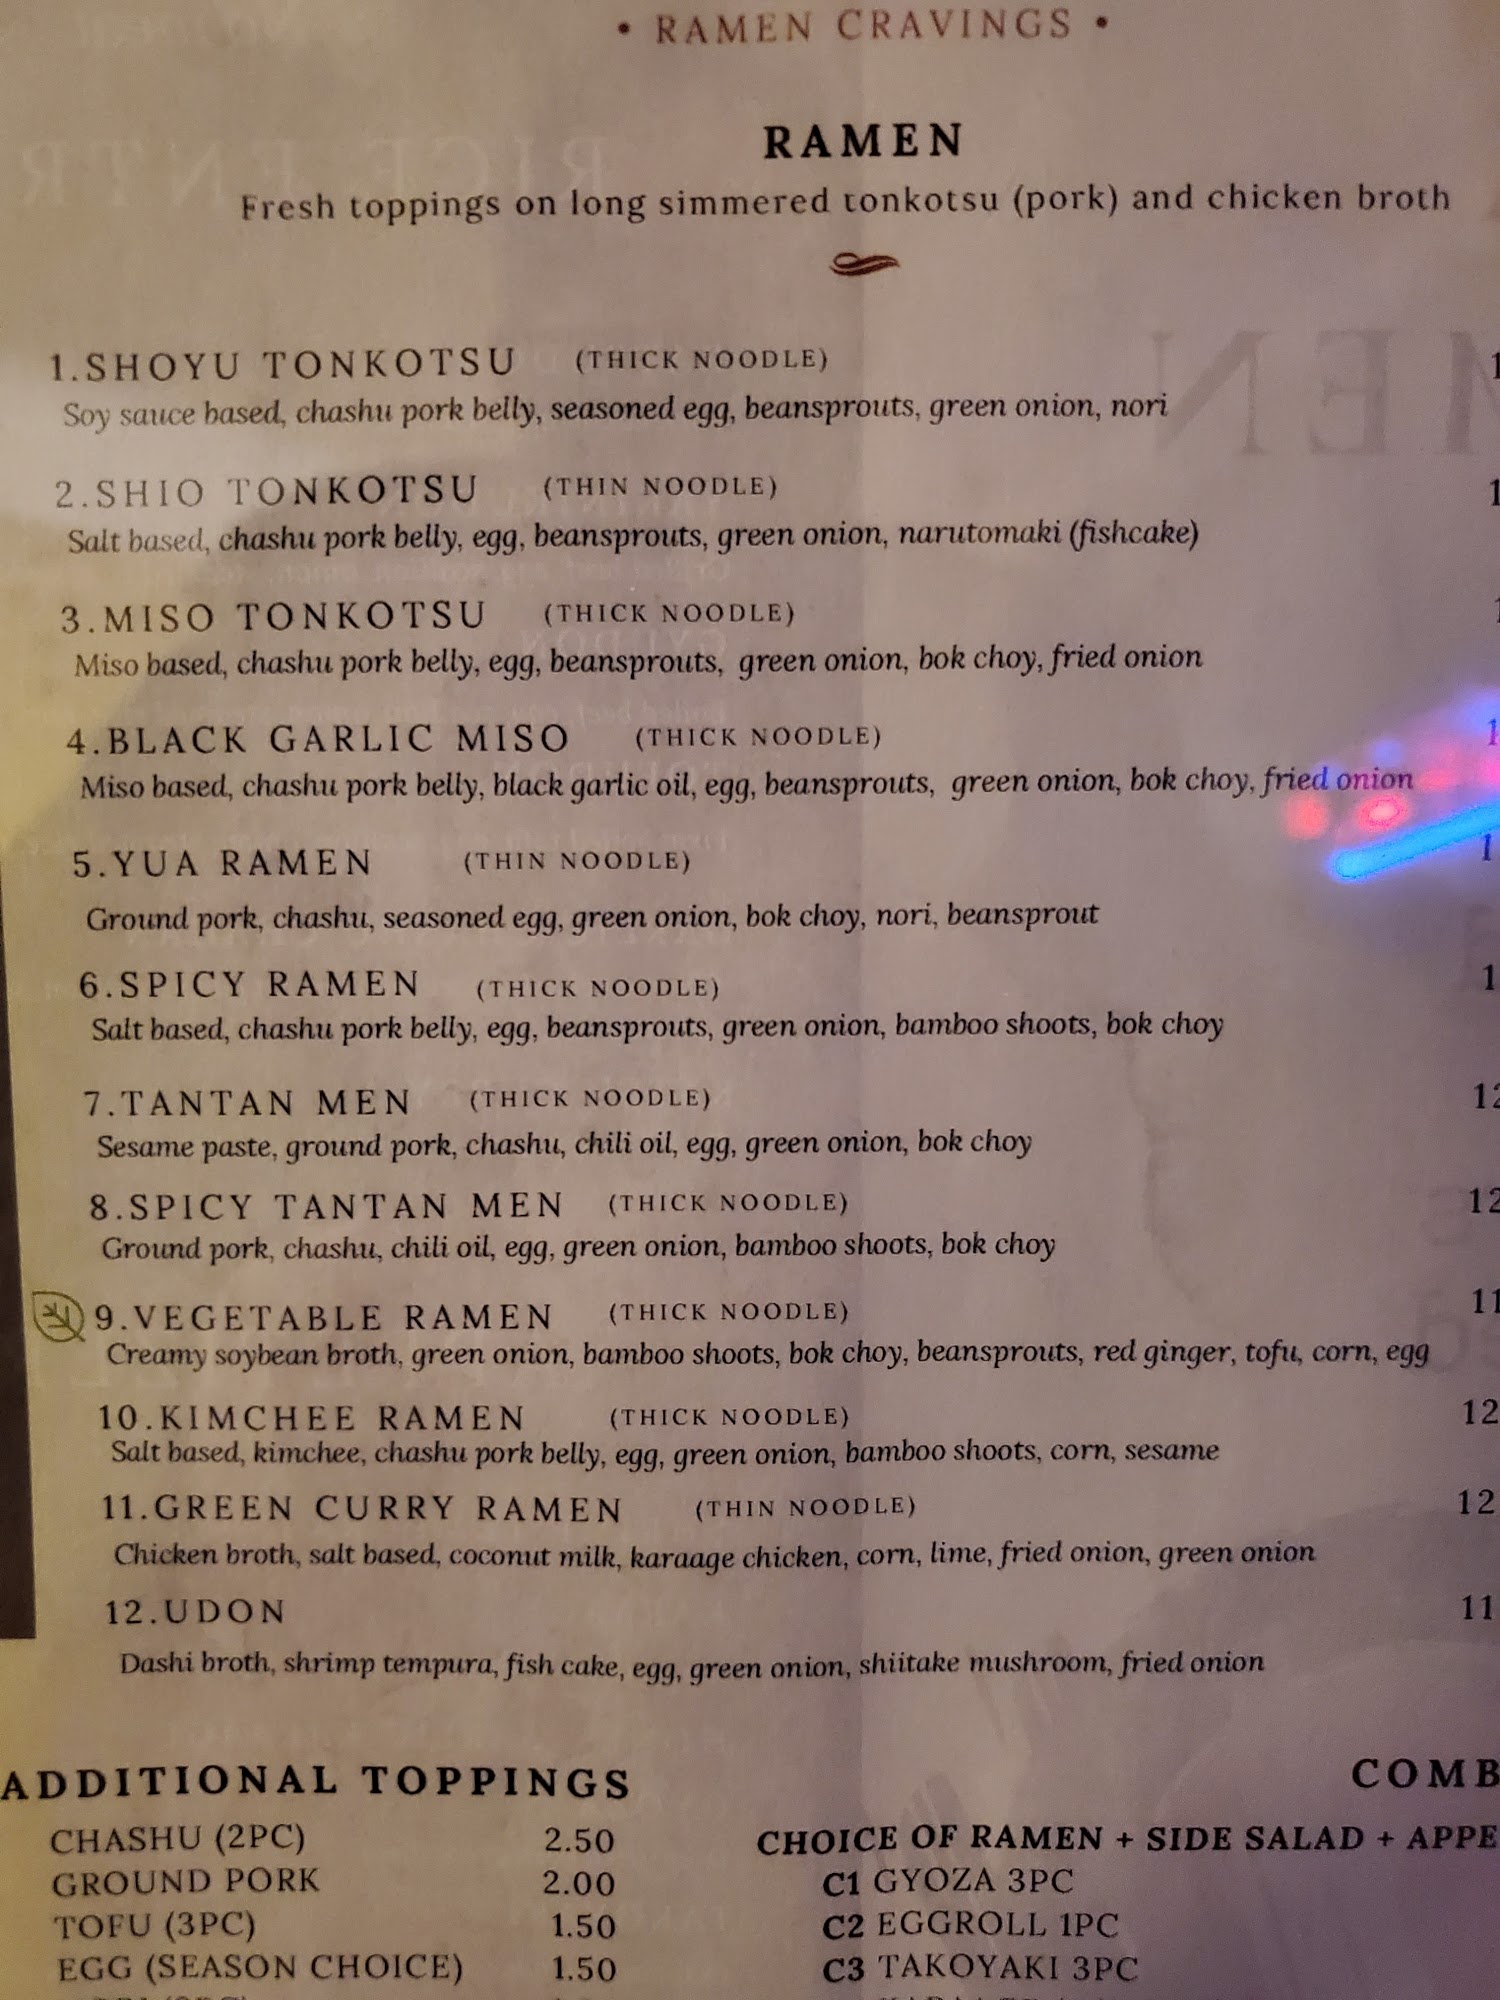 • RAMEN CRAVINGS •
RAMEN
Fresh toppings on long simmered tonkotsu (pork) and chicken broth
1.SHOYU TONKOTSU (THICK NOODLE)
Soy sauce based, chashu pork belly, seasoned egg, beansprouts, green onion, nori
2.SHIO TONKOTSU (THIN NOODLE)
Salt based, chashu pork belly, egg, beansprouts, green onion, narutomaki (fishcake)
3.MISO TONKOTSU (THICK NOODLE)
Miso based, chashu pork belly, egg, beansprouts, green onion, bok choy, fried onion
4.BLACK GARLIC MISO (THICK NOODLE)
Miso based, chashu pork belly, black garlic oil, egg, beansprouts, green onion, bok choy, fried onion
5.YUA RAMEN (THIN NOODLE)
Ground pork, chashu, seasoned egg, green onion, bok choy, nori, beansprout
6.SPICY RAMEN (THICK NOODLE)
Salt based, chashu pork belly, egg, beansprouts, green onion, bamboo shoots, bok choy
7.TANTAN MEN (THICK NOODLE) 12
Sesame paste, ground pork, chashu, chili oil, egg, green onion, bok choy
8.SPICY TANTAN MEN (THICK NOODLE) 12
Ground pork, chashu, chili oil, egg, green onion, bamboo shoots, bok choy
9.VEGETABLE RAMEN (THICK NOODLE) 11
Creamy soybean broth, green onion, bamboo shoots, bok choy, beansprouts, red ginger, tofu, corn, egg
10.KIMCHEE RAMEN (THICK NOODLE) 12
Salt based, kimchee, chashu pork belly, egg, green onion, bamboo shoots, corn, sesame
11.GREEN CURRY RAMEN (THIN NOODLE) 12
Chicken broth, salt based, coconut milk, karaage chicken, corn, lime, fried onion, green onion
12.UDON 11
Dashi broth, shrimp tempura, fish cake, egg, green onion, shiitake mushroom, fried onion
ADDITIONAL TOPPINGS
CHASHU (2PC) 2.50
GROUND PORK 2.00
TOFU (3PC) 1.50
EGG (SEASON CHOICE) 1.50
COMB
CHOICE OF RAMEN + SIDE SALAD + APPE
C1 GYOZA 3PC
C2 EGGROLL 1PC
C3 TAKOYAKI 3PC